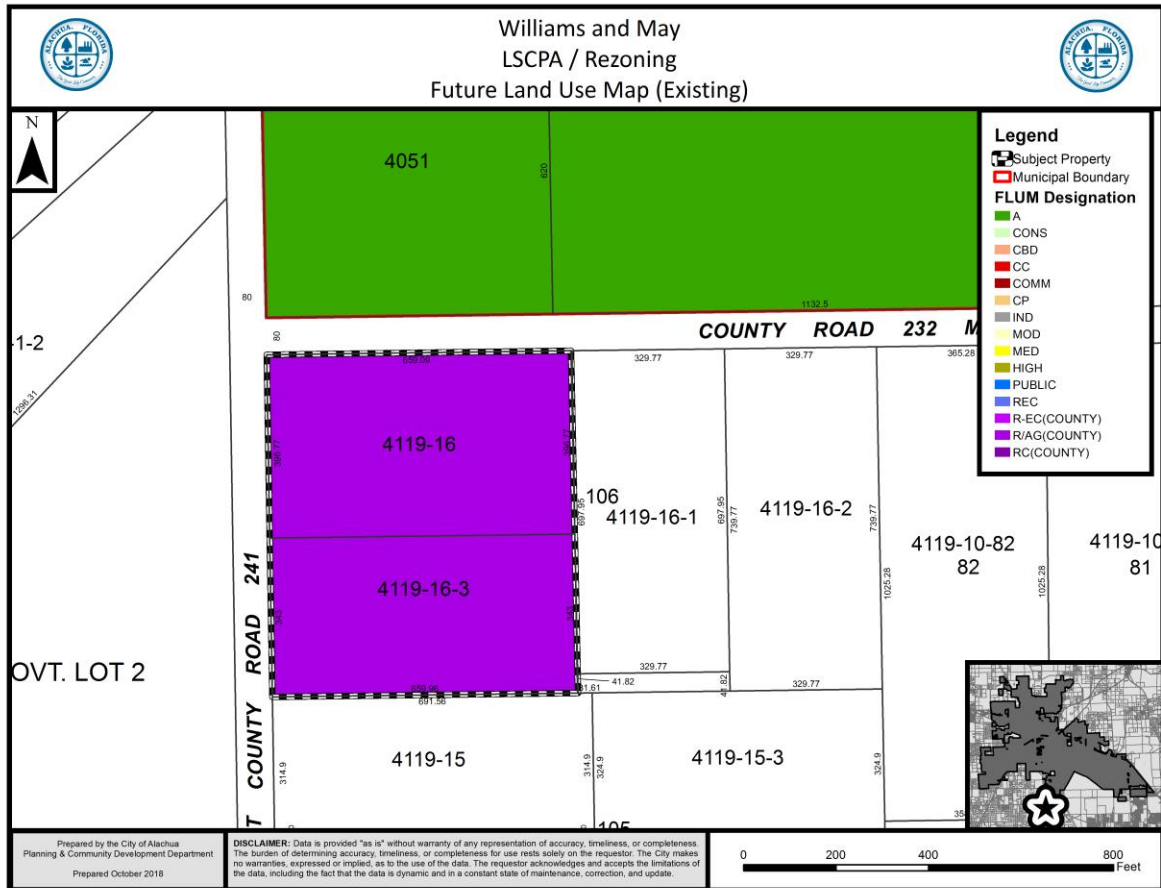 Williams and May
LSCPA / Rezoning
Future Land Use Map (Existing)
ALACHUA, FLORIDA
ALACHUA, FLORIDA
N
Legend
Subject Property
Municipal Boundary
FLUM Designation
A
CONS
CBD
CC
COMM
CP
IND
MOD
MED
HIGH
PUBLIC
REC
R-EC(COUNTY)
R/AG(COUNTY)
RC(COUNTY)
4051
620
1132.5
80
80
COUNTY ROAD 232 M
-1-2
1296.31
329.77
329.77
365.28
4119-16
697.95
106
4119-16-1
697.95
739.77
4119-16-2
739.77
4119-10-82
82
1025.28
1025.28
4119-10
81
4119-16-3
343
343
T COUNTY ROAD 241
OVT. LOT 2
329.77
41.82
41.82
31.61
329.77
691.56
4119-15
314.9
314.9
324.9
4119-15-3
324.9
105
Prepared by the City of Alachua
Planning & Community Development Department
Prepared October 2018
DISCLAIMER: Data is provided "as is" without warranty of any representation of accuracy, timeliness, or completeness.
The burden of determining accuracy, timeliness, or completeness for use rests solely on the requestor. The City makes
no warranties, expressed or implied, as to the use of the data. The requestor acknowledges and accepts the limitations of
the data, including the fact that the data is dynamic and in a constant state of maintenance, correction, and update.
0 200 400 800
Feet